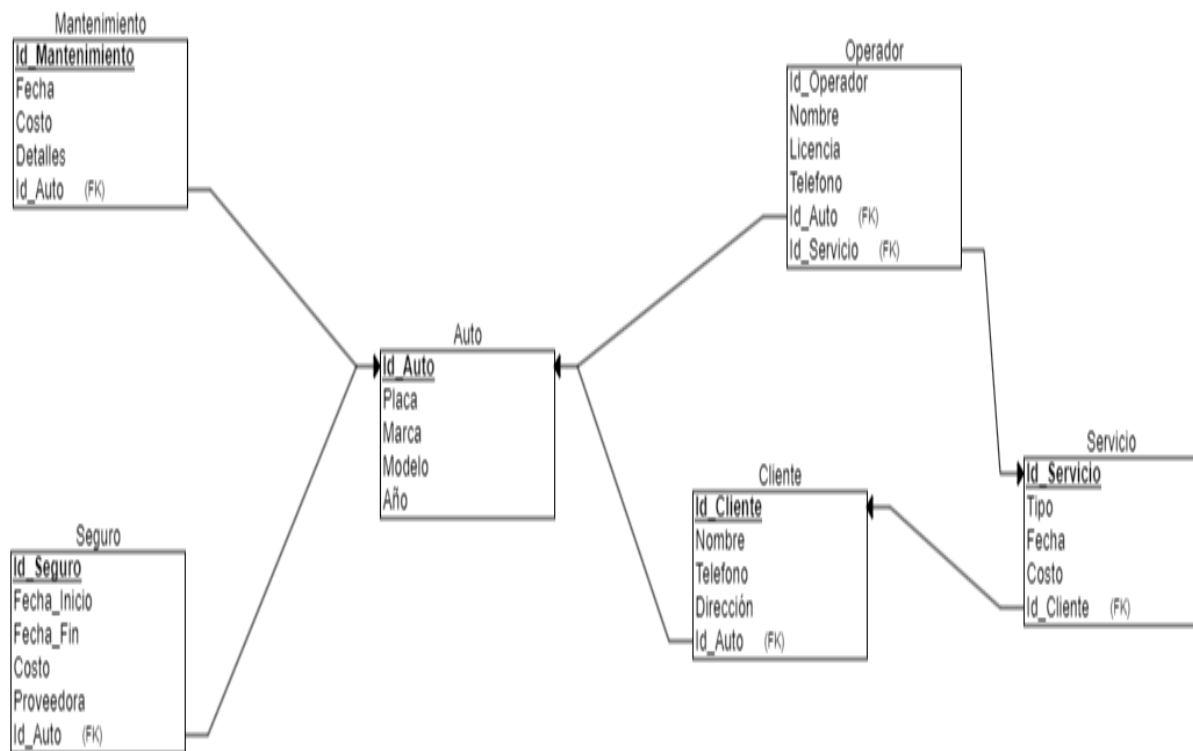 Mantenimiento
Id_Mantenimiento
Fecha
Costo
Detalles
Id_Auto (FK)
Operador
Id_Operador
Nombre
Licencia
Telefono
Id_Auto (FK)
Id_Servicio (FK)
Auto
Id_Auto
Placa
Marca
Modelo
Año
Seguro
Id_Seguro
Fecha_Inicio
Fecha_Fin
Costo
Proveedora
Id_Auto (FK)
Cliente
Id_Cliente
Nombre
Telefono
Dirección
Id_Auto (FK)
Servicio
Id_Servicio
Tipo
Fecha
Costo
Id_Cliente (FK)